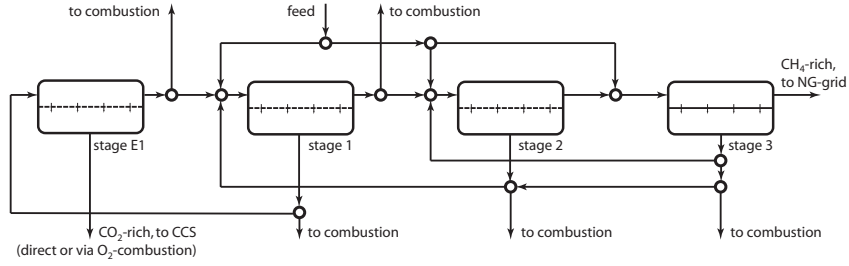 to combustion
feed
to combustion
CH₄-rich,
to NG-grid
stage E1
stage 1
stage 2
stage 3
CO₂-rich, to CCS
(direct or via O₂-combustion)
to combustion
to combustion
to combustion